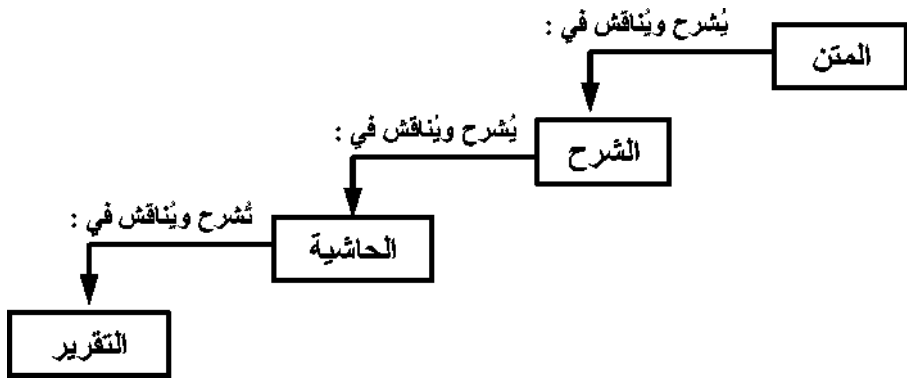 المتن
يُشرح ويُناقش في :
الشرح
يُشرح ويُناقش في :
الحاشية
تُشرح ويُناقش في :
التقرير